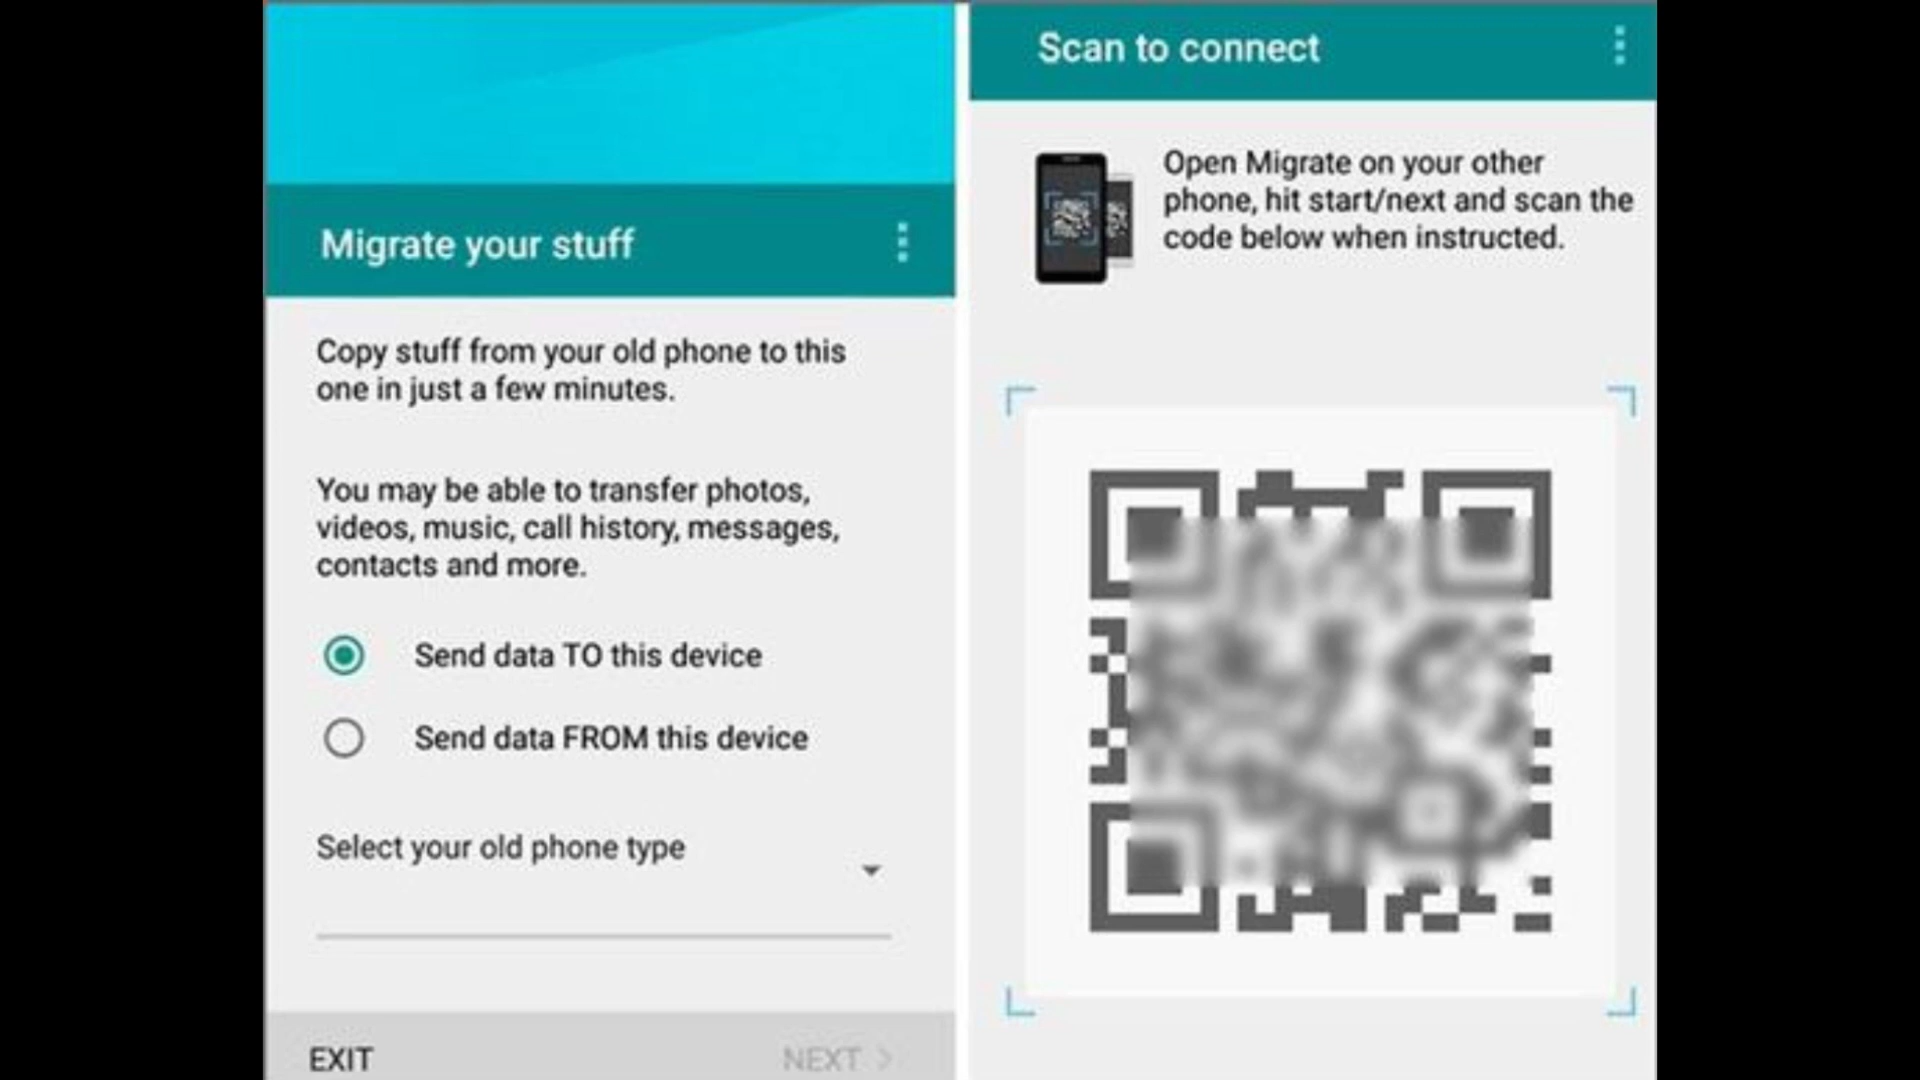 Migrate your stuff
Copy stuff from your old phone to this
one in just a few minutes.
You may be able to transfer photos,
videos, music, call history, messages,
contacts and more.
Send data TO this device
Send data FROM this device
Select your old phone type
EXIT
NEXT
Scan to connect
Open Migrate on your other
phone, hit start/next and scan the
code below when instructed.